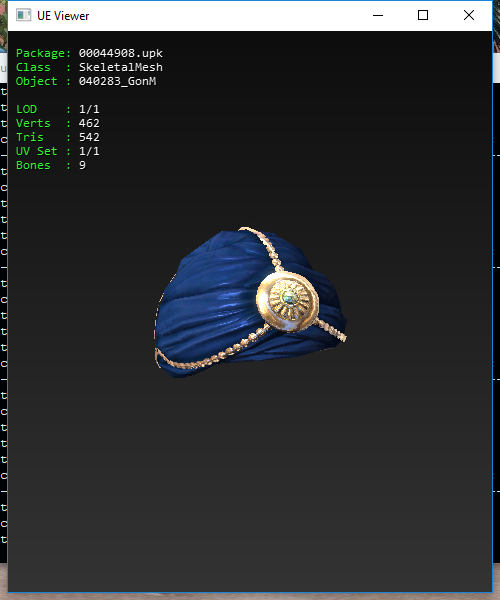 UE Viewer
Package: 00044908.upk
Class : SkeletalMesh
Object : 040283_GonM
LOD : 1/1
Verts : 462
Tris : 542
UV Set : 1/1
Bones : 9